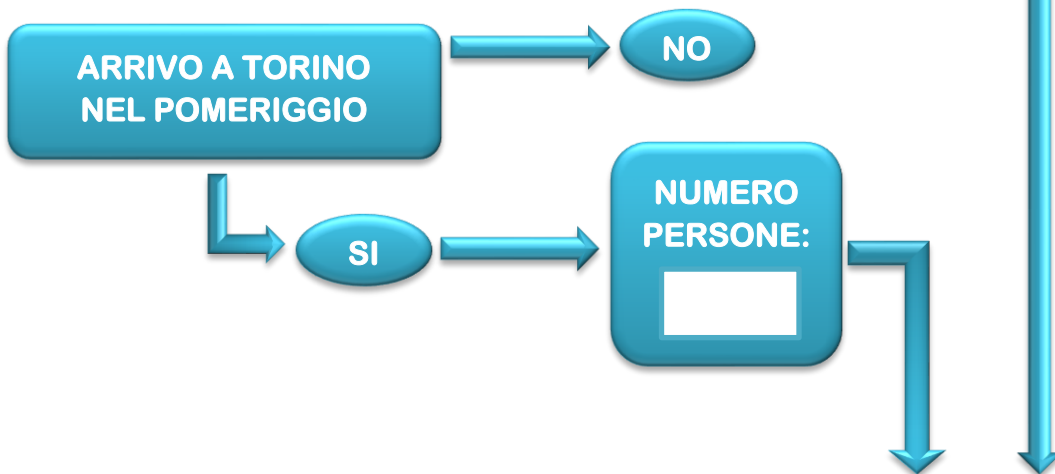 ARRIVO A TORINO
NEL POMERIGGIO
NO
SI
NUMERO
PERSONE: